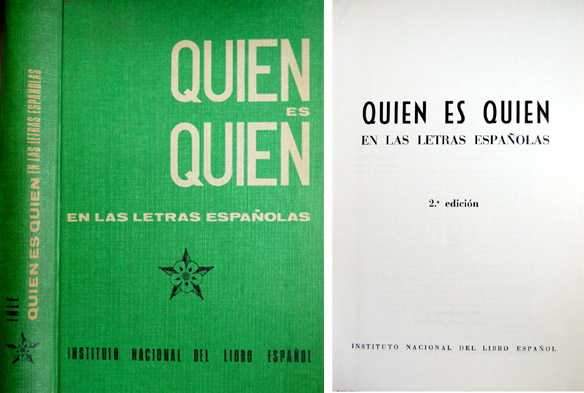 INLE
QUIEN ES QUIEN EN LAS LETRAS ESPAÑOLAS
QUIEN
ES
QUIEN
EN LAS LETRAS ESPAÑOLAS
INSTITUTO NACIONAL DEL LIBRO ESPAÑOL
QUIEN ES QUIEN
EN LAS LETRAS ESPAÑOLAS
2.ª edición
INSTITUTO NACIONAL DEL LIBRO ESPAÑOL